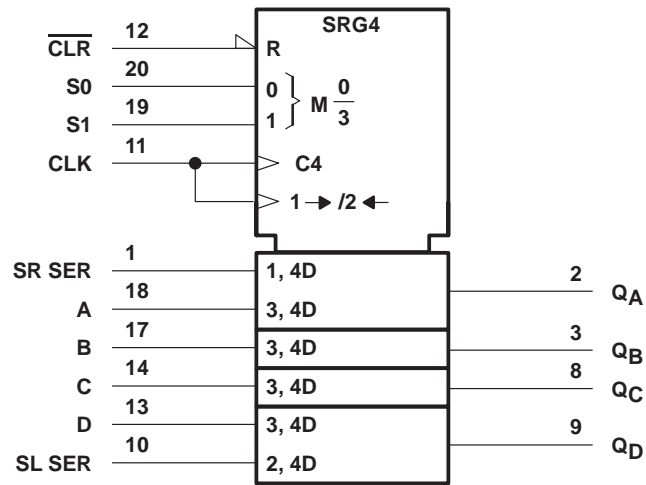 SRG4
CLR 12 R
S0 20 0
S1 19 1
M 0/3
CLK 11 C4
1 → /2 ←
SR SER 1 1, 4D
A 18 3, 4D
2 QA
B 17 3, 4D
3 QB
C 14 3, 4D
8 QC
D 13 3, 4D
9 QD
SL SER 10 2, 4D